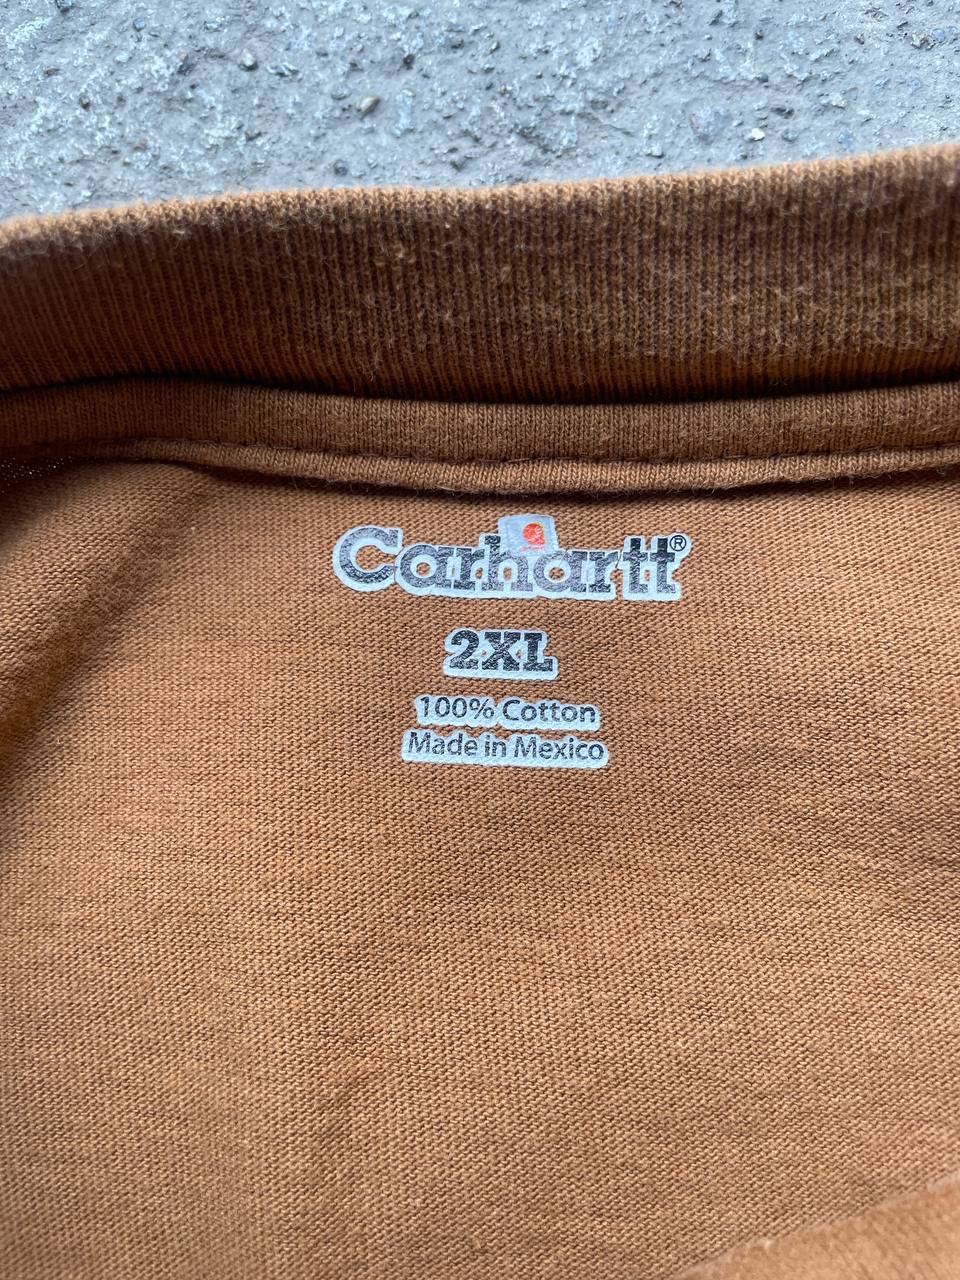 Carhartt®
2XL
100% Cotton
Made in Mexico